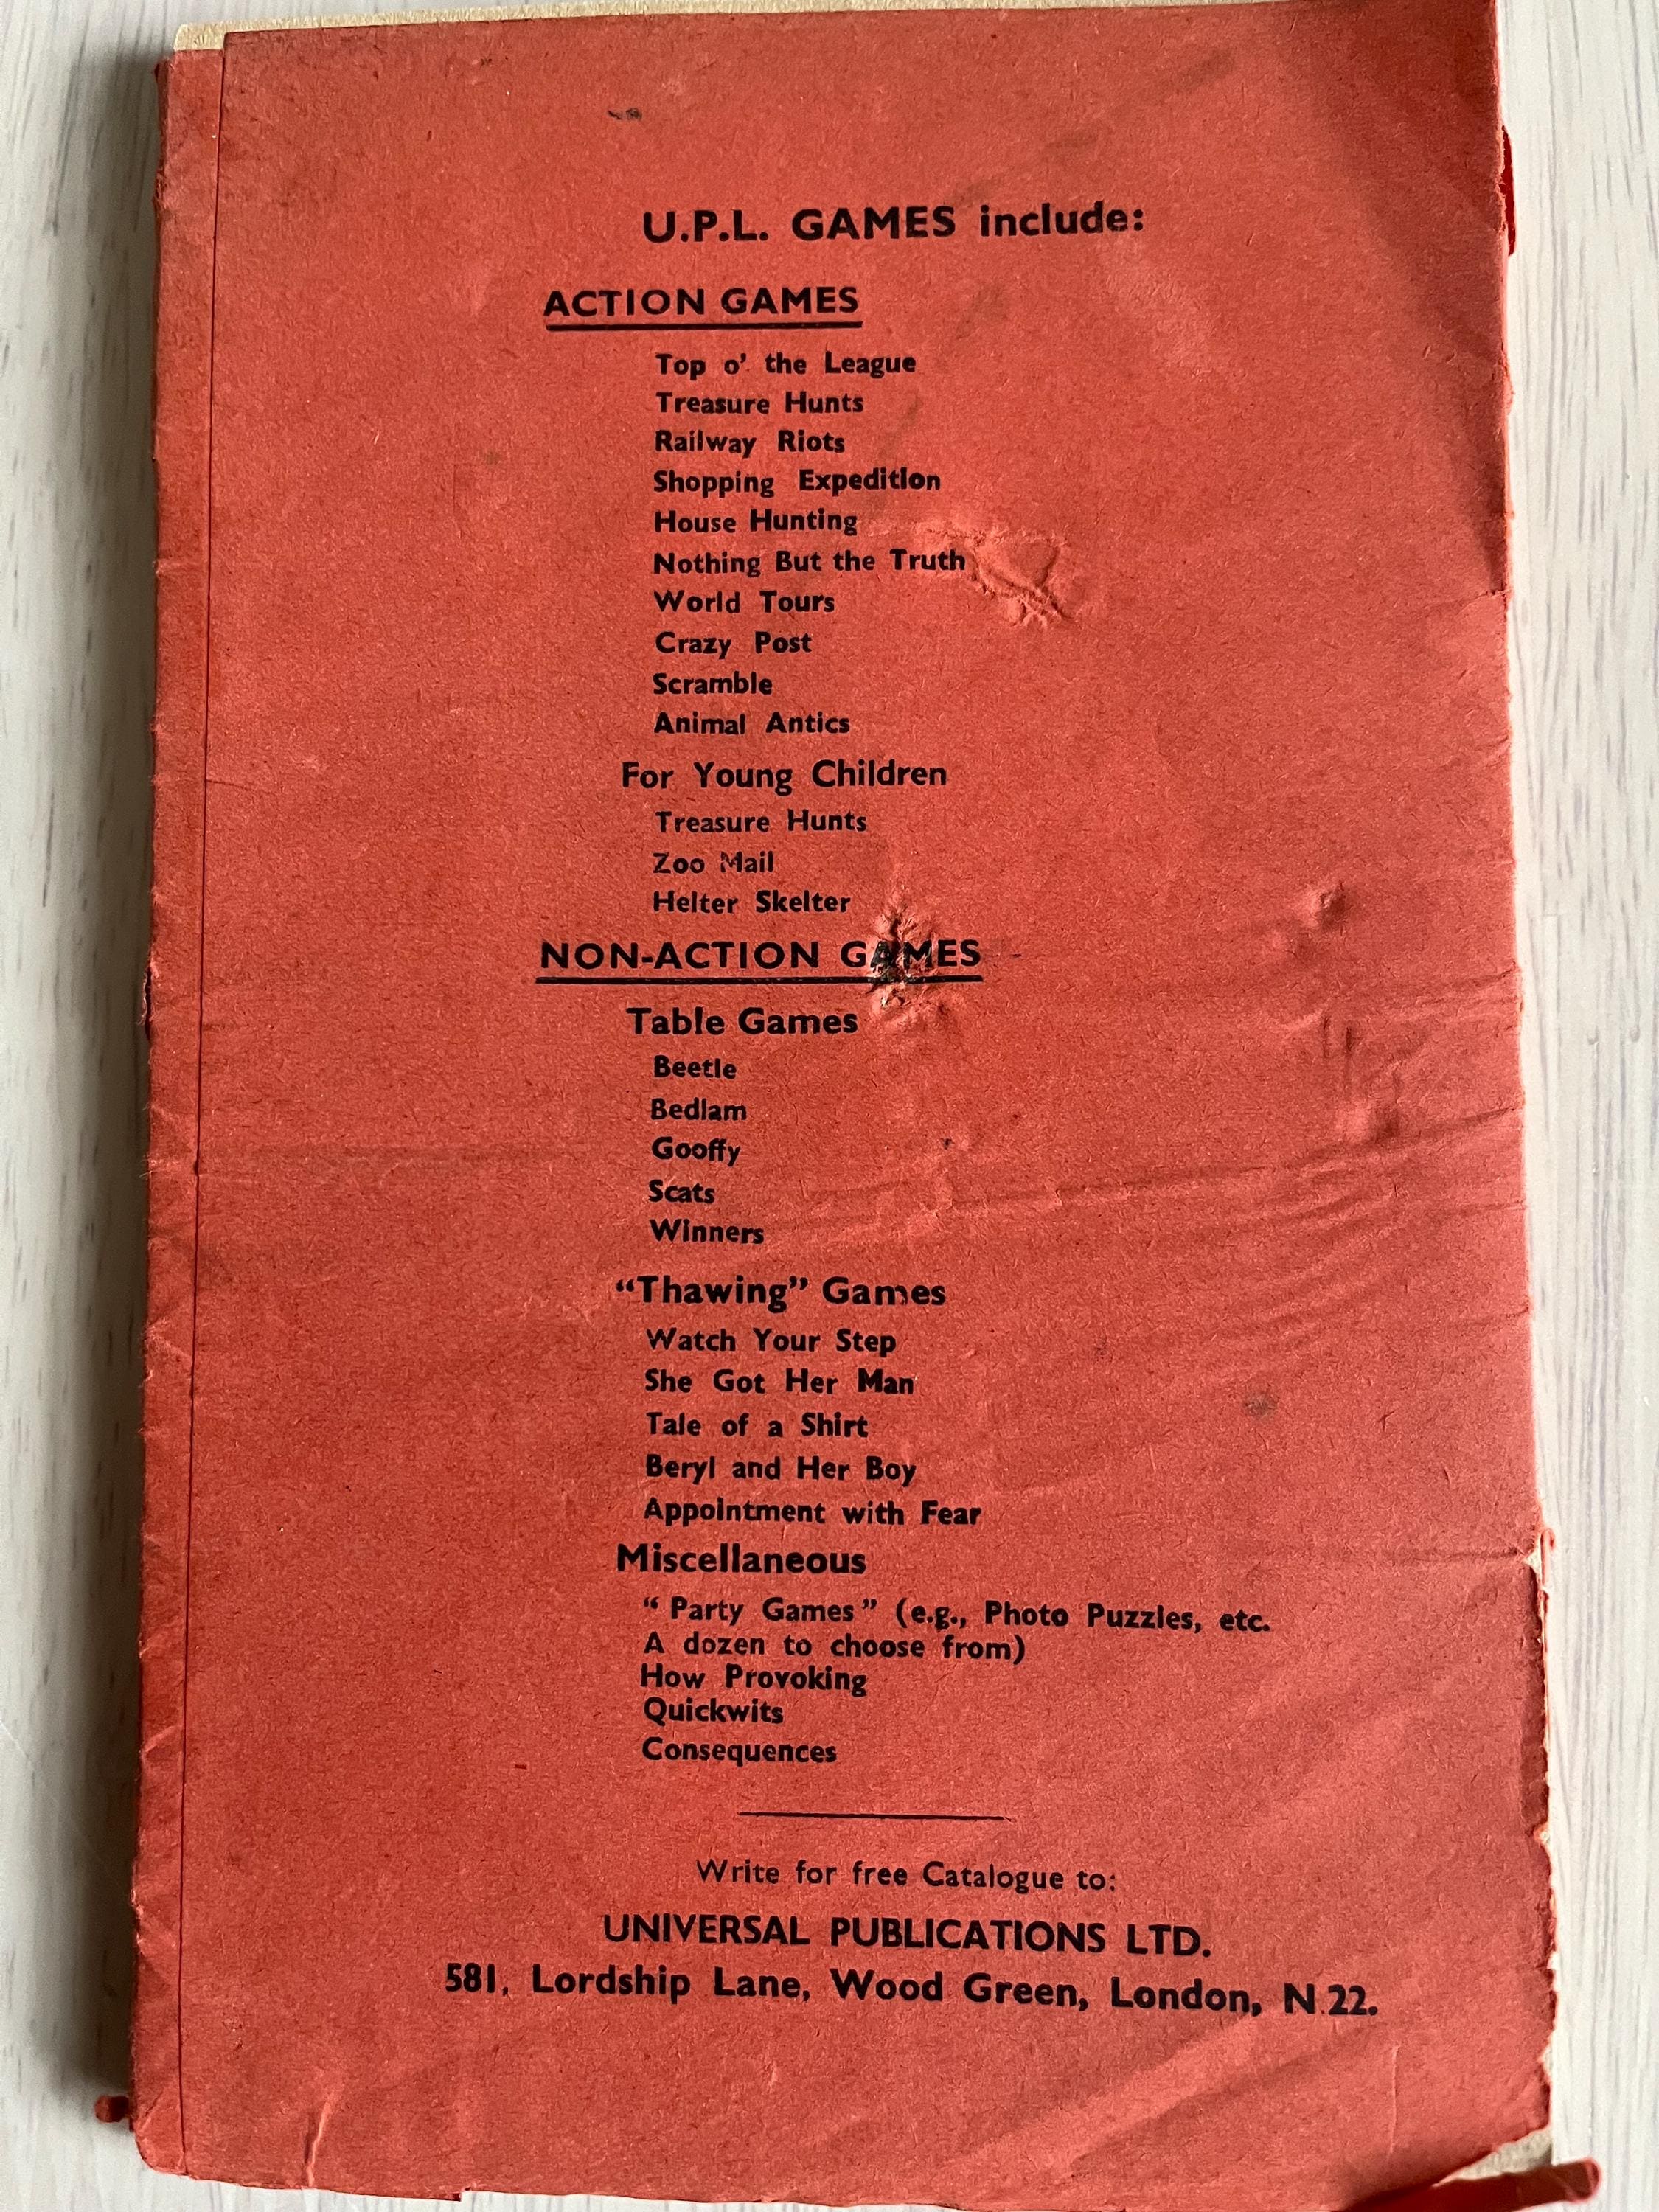 U.P.L. GAMES include:
ACTION GAMES
Top o' the League
Treasure Hunts
Railway Riots
Shopping Expedition
House Hunting
Nothing But the Truth
World Tours
Crazy Post
Scramble
Animal Antics
For Young Children
Treasure Hunts
Zoo Mail
Helter Skelter
NON-ACTION GAMES
Table Games
Beetle
Bedlam
Gooffy
Scats
Winners
“Thawing” Games
Watch Your Step
She Got Her Man
Tale of a Shirt
Beryl and Her Boy
Appointment with Fear
Miscellaneous
“Party Games” (e.g., Photo Puzzles, etc.
A dozen to choose from)
How Provoking
Quickwits
Consequences
Write for free Catalogue to:
UNIVERSAL PUBLICATIONS LTD.
581, Lordship Lane, Wood Green, London, N.22.